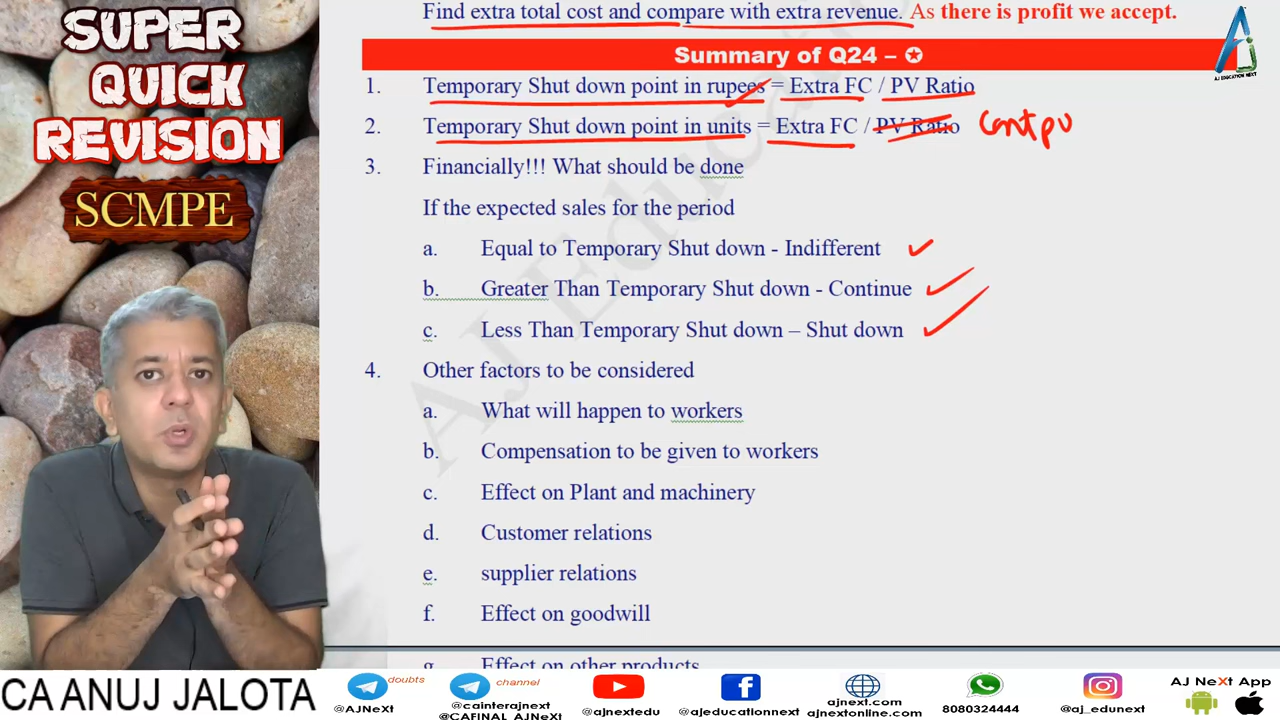 SUPER
QUICK
REVISION
SCMPE
Find extra total cost and compare with extra revenue. As there is profit we accept.
AJ EDUCATION NEXT
Summary of Q24 – ✪
1. Temporary Shut down point in rupees = Extra FC / PV Ratio
2. Temporary Shut down point in units = Extra FC / PV Ratio Cont pu
3. Financially!!! What should be done
If the expected sales for the period
a. Equal to Temporary Shut down - Indifferent
b. Greater Than Temporary Shut down - Continue
c. Less Than Temporary Shut down – Shut down
4. Other factors to be considered
a. What will happen to workers
b. Compensation to be given to workers
c. Effect on Plant and machinery
d. Customer relations
e. supplier relations
f. Effect on goodwill
g. Effect on other products
AJ Educat
CA ANUJ JALOTA
doubts
@AJNeXt
channel
@cainterajnext
@CAFINAL_AJNeXt
@ajnextedu
@ajeducationnext
ajnext.com
ajnextonline.com
8080324444
@aj_edunext
AJ NeXt App